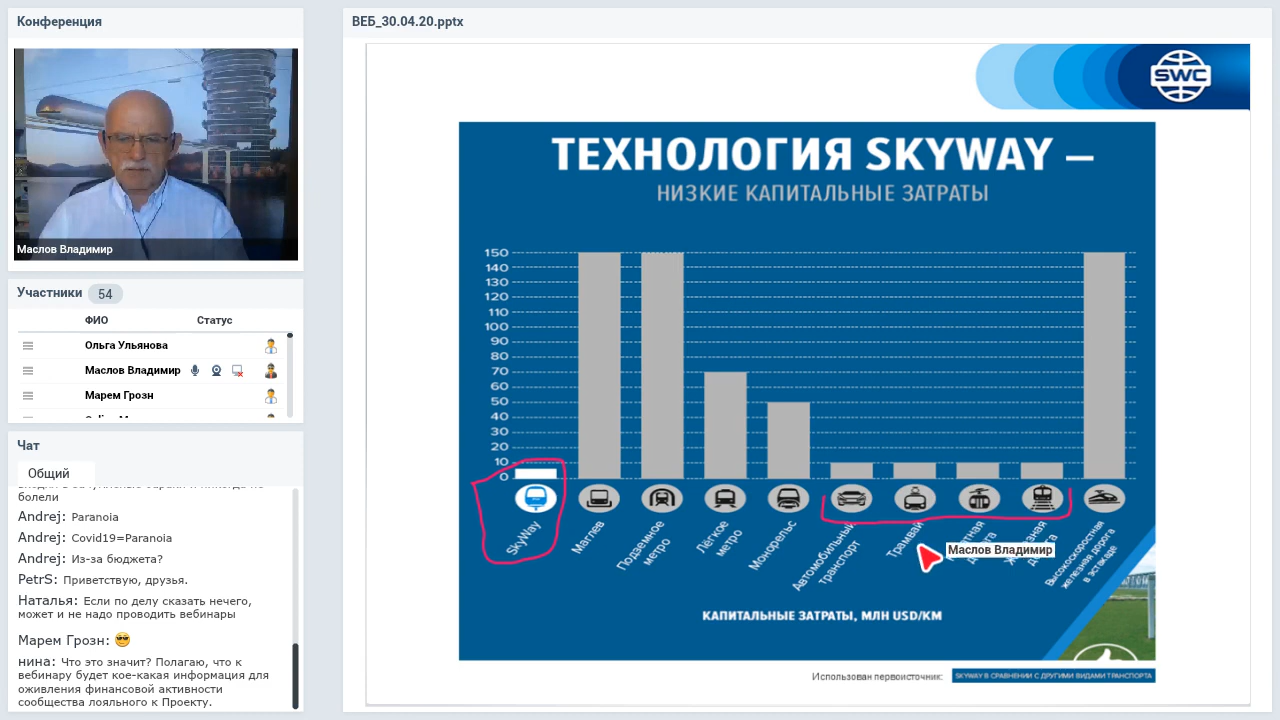 Конференция
Маслов Владимир
Участники 54
ФИО Статус
Ольга Ульянова
Маслов Владимир
Марем Грозн
Чат
Общий
болели
Andrej: Paranoia
Andrej: Covid19=Paranoia
Andrej: Из-за бюджета?
PetrS: Приветствую, друзья.
Наталья: Если по делу сказать нечего,
может и не надо проводить вебинары
Марем Грозн:
нина: Что это значит? Полагаю, что к
вебинару будет кое-какая информация для
оживления финансовой активности
сообщества лояльного к Проекту.
ВЕБ_30.04.20.pptx
SWC
ТЕХНОЛОГИЯ SKYWAY –
НИЗКИЕ КАПИТАЛЬНЫЕ ЗАТРАТЫ
150
140
130
120
110
100
90
80
70
60
50
40
30
20
10
0
SkyWay
Маглев
Подземное
метро
Лёгкое
метро
Монорельс
Автомобильный
транспорт
Трамвай
Маслов Владимир
Высокоскоростная
железная дорога
в эстакаде
КАПИТАЛЬНЫЕ ЗАТРАТЫ, МЛН USD/KM
Использован первоисточник:
SKYWAY В СРАВНЕНИИ С ДРУГИМИ ВИДАМИ ТРАНСПОРТА